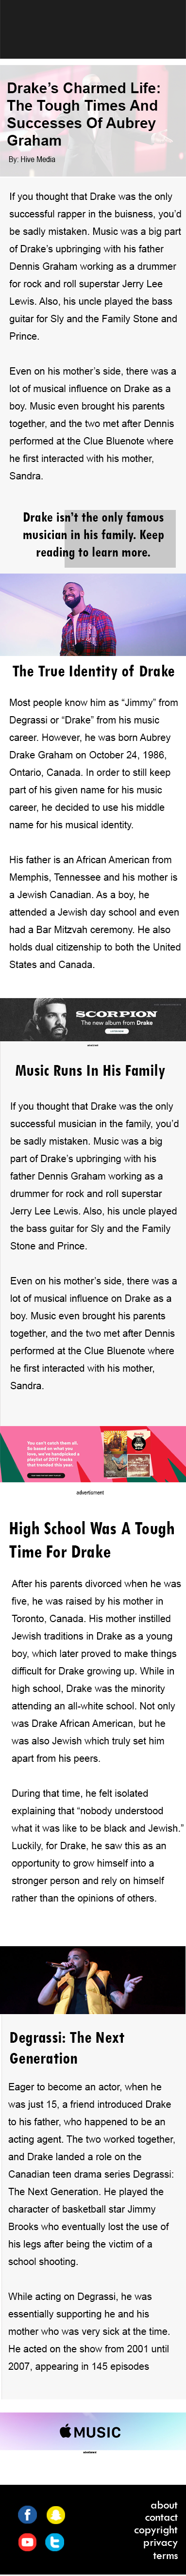 Drake's Charmed Life:
The Tough Times And
Successes Of Aubrey
Graham
By: Hive Media
If you thought that Drake was the only
successful rapper in the buisness, you'd
be sadly mistaken. Music was a big part
of Drake's upbringing with his father
Dennis Graham working as a drummer
for rock and roll superstar Jerry Lee
Lewis. Also, his uncle played the bass
guitar for Sly and the Family Stone and
Prince.
Even on his mother's side, there was a
lot of musical influence on Drake as a
boy. Music even brought his parents
together, and the two met after Dennis
performed at the Clue Bluenote where
he first interacted with his mother,
Sandra.
Drake isn't the only famous
musician in his family. Keep
reading to learn more.
The True Identity of Drake
Most people know him as “Jimmy” from
Degrassi or “Drake” from his music
career. However, he was born Aubrey
Drake Graham on October 24, 1986,
Ontario, Canada. In order to still keep
part of his given name for his music
career, he decided to use his middle
name for his musical identity.
His father is an African American from
Memphis, Tennessee and his mother is
a Jewish Canadian. As a boy, he
attended a Jewish day school and even
had a Bar Mitzvah ceremony. He also
holds dual citizenship to both the United
States and Canada.
SCORPION
The new album from Drake
Music Runs In His Family
If you thought that Drake was the only
successful musician in the family, you'd
be sadly mistaken. Music was a big
part of Drake's upbringing with his
father Dennis Graham working as a
drummer for rock and roll superstar
Jerry Lee Lewis. Also, his uncle played
the bass guitar for Sly and the Family
Stone and Prince.
Even on his mother's side, there was a
lot of musical influence on Drake as a
boy. Music even brought his parents
together, and the two met after Dennis
performed at the Clue Bluenote where
he first interacted with his mother,
Sandra.
You can't catch them all.
So based on what you
love, we've handpicked a
playlist of 2017 tracks
that trended this year.
advertisment
High School Was A Tough
Time For Drake
After his parents divorced when he was
five, he was raised by his mother in
Toronto, Canada. His mother instilled
Jewish traditions in Drake as a young
boy, which later proved to make things
difficult for Drake growing up. While in
high school, Drake was the minority
attending an all-white school. Not only
was Drake African American, but he
was also Jewish which truly set him
apart from his peers.
During that time, he felt isolated
explaining that “nobody understood
what it was like to be black and Jewish.”
Luckily, for Drake, he saw this as an
opportunity to grow himself into a
stronger person and rely on himself
rather than the opinions of others.
Degrassi: The Next
Generation
Eager to become an actor, when he
was just 15, a friend introduced Drake
to his father, who happened to be an
acting agent. The two worked together,
and Drake landed a role on the
Canadian teen drama series Degrassi:
The Next Generation. He played the
character of basketball star Jimmy
Brooks who eventually lost the use of
his legs after being the victim of a
school shooting.
While acting on Degrassi, he was
essentially supporting he and his
mother who was very sick at the time.
He acted on the show from 2001 until
2007, appearing in 145 episodes
MUSIC
about
contact
copyright
privacy
terms